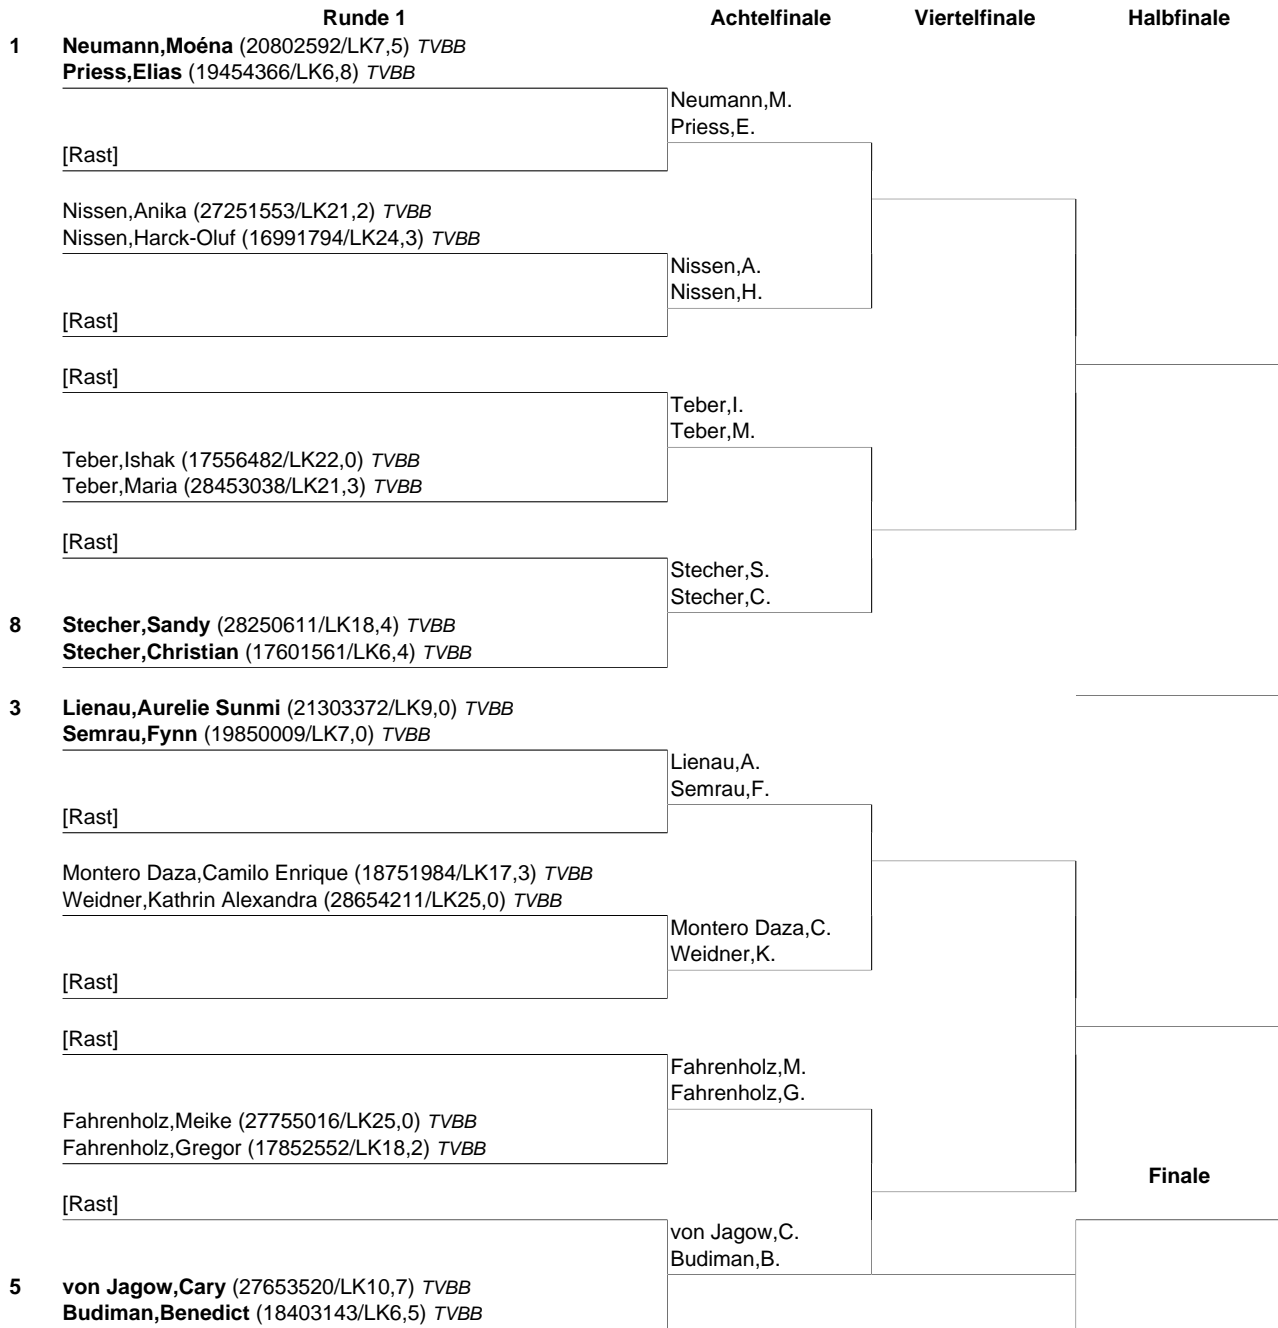 Runde 1 Achtelfinale Viertelfinale Halbfinale
1 Neumann,Moéna (20802592/LK7,5) TVBB
Priess,Elias (19454366/LK6,8) TVBB
Neumann,M.
Priess,E.
[Rast]
Nissen,Anika (27251553/LK21,2) TVBB
Nissen,Harck-Oluf (16991794/LK24,3) TVBB
Nissen,A.
Nissen,H.
[Rast]
[Rast]
Teber,I.
Teber,M.
Teber,Ishak (17556482/LK22,0) TVBB
Teber,Maria (28453038/LK21,3) TVBB
[Rast]
Stecher,S.
Stecher,C.
8 Stecher,Sandy (28250611/LK18,4) TVBB
Stecher,Christian (17601561/LK6,4) TVBB
3 Lienau,Aurelie Sunmi (21303372/LK9,0) TVBB
Semrau,Fynn (19850009/LK7,0) TVBB
Lienau,A.
Semrau,F.
[Rast]
Montero Daza,Camilo Enrique (18751984/LK17,3) TVBB
Weidner,Kathrin Alexandra (28654211/LK25,0) TVBB
Montero Daza,C.
Weidner,K.
[Rast]
[Rast]
Fahrenholz,M.
Fahrenholz,G.
Fahrenholz,Meike (27755016/LK25,0) TVBB
Fahrenholz,Gregor (17852552/LK18,2) TVBB
Finale
[Rast]
von Jagow,C.
Budiman,B.
5 von Jagow,Cary (27653520/LK10,7) TVBB
Budiman,Benedict (18403143/LK6,5) TVBB